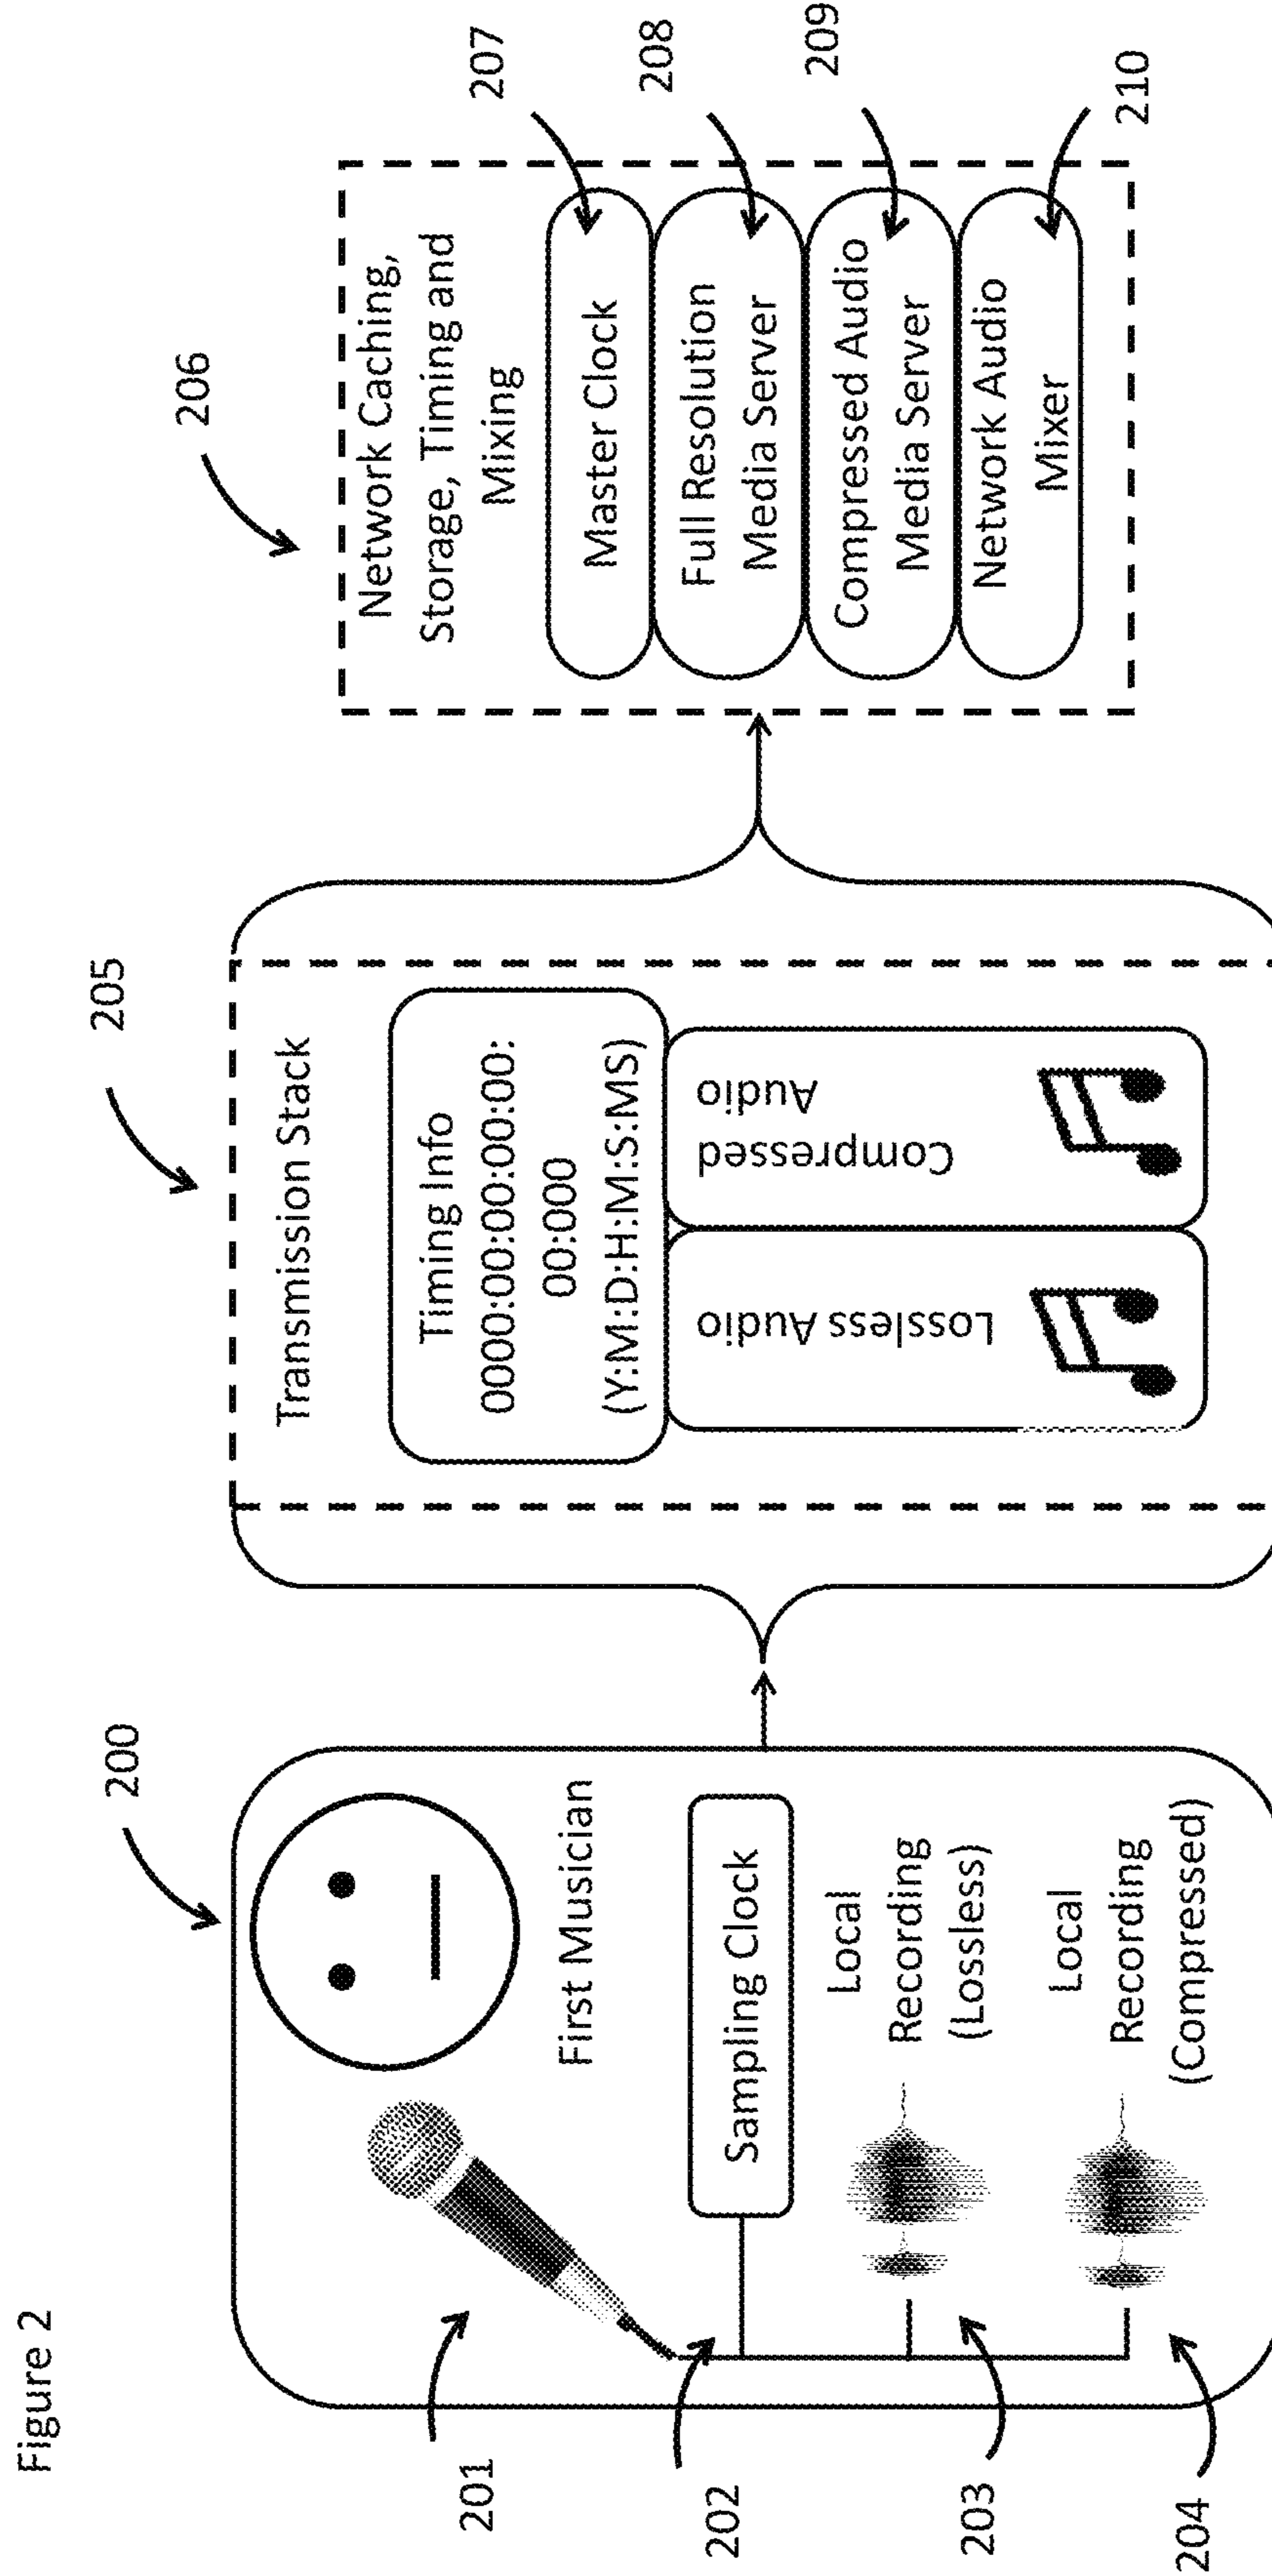 Figure 2
200
201
First Musician
202
Sampling Clock
203
Local
Recording
(Lossless)
204
Local
Recording
(Compressed)
205
Transmission Stack
Timing Info
0000:00:00:00:00:
00:000
(Y:M:D:H:M:S:MS)
Lossless Audio
Compressed
Audio
206
Network Caching,
Storage, Timing and
Mixing
207
Master Clock
208
Full Resolution
Media Server
209
Compressed Audio
Media Server
210
Network Audio
Mixer